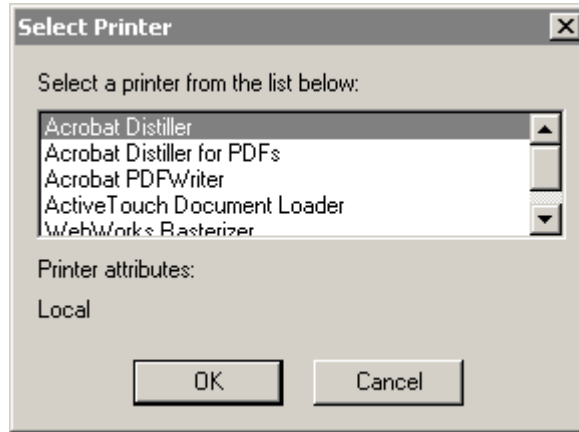 Select Printer
Select a printer from the list below:
Acrobat Distiller
Acrobat Distiller for PDFs
Acrobat PDFWriter
ActiveTouch Document Loader
WebWorks Rasterizer
Printer attributes:
Local
OK Cancel